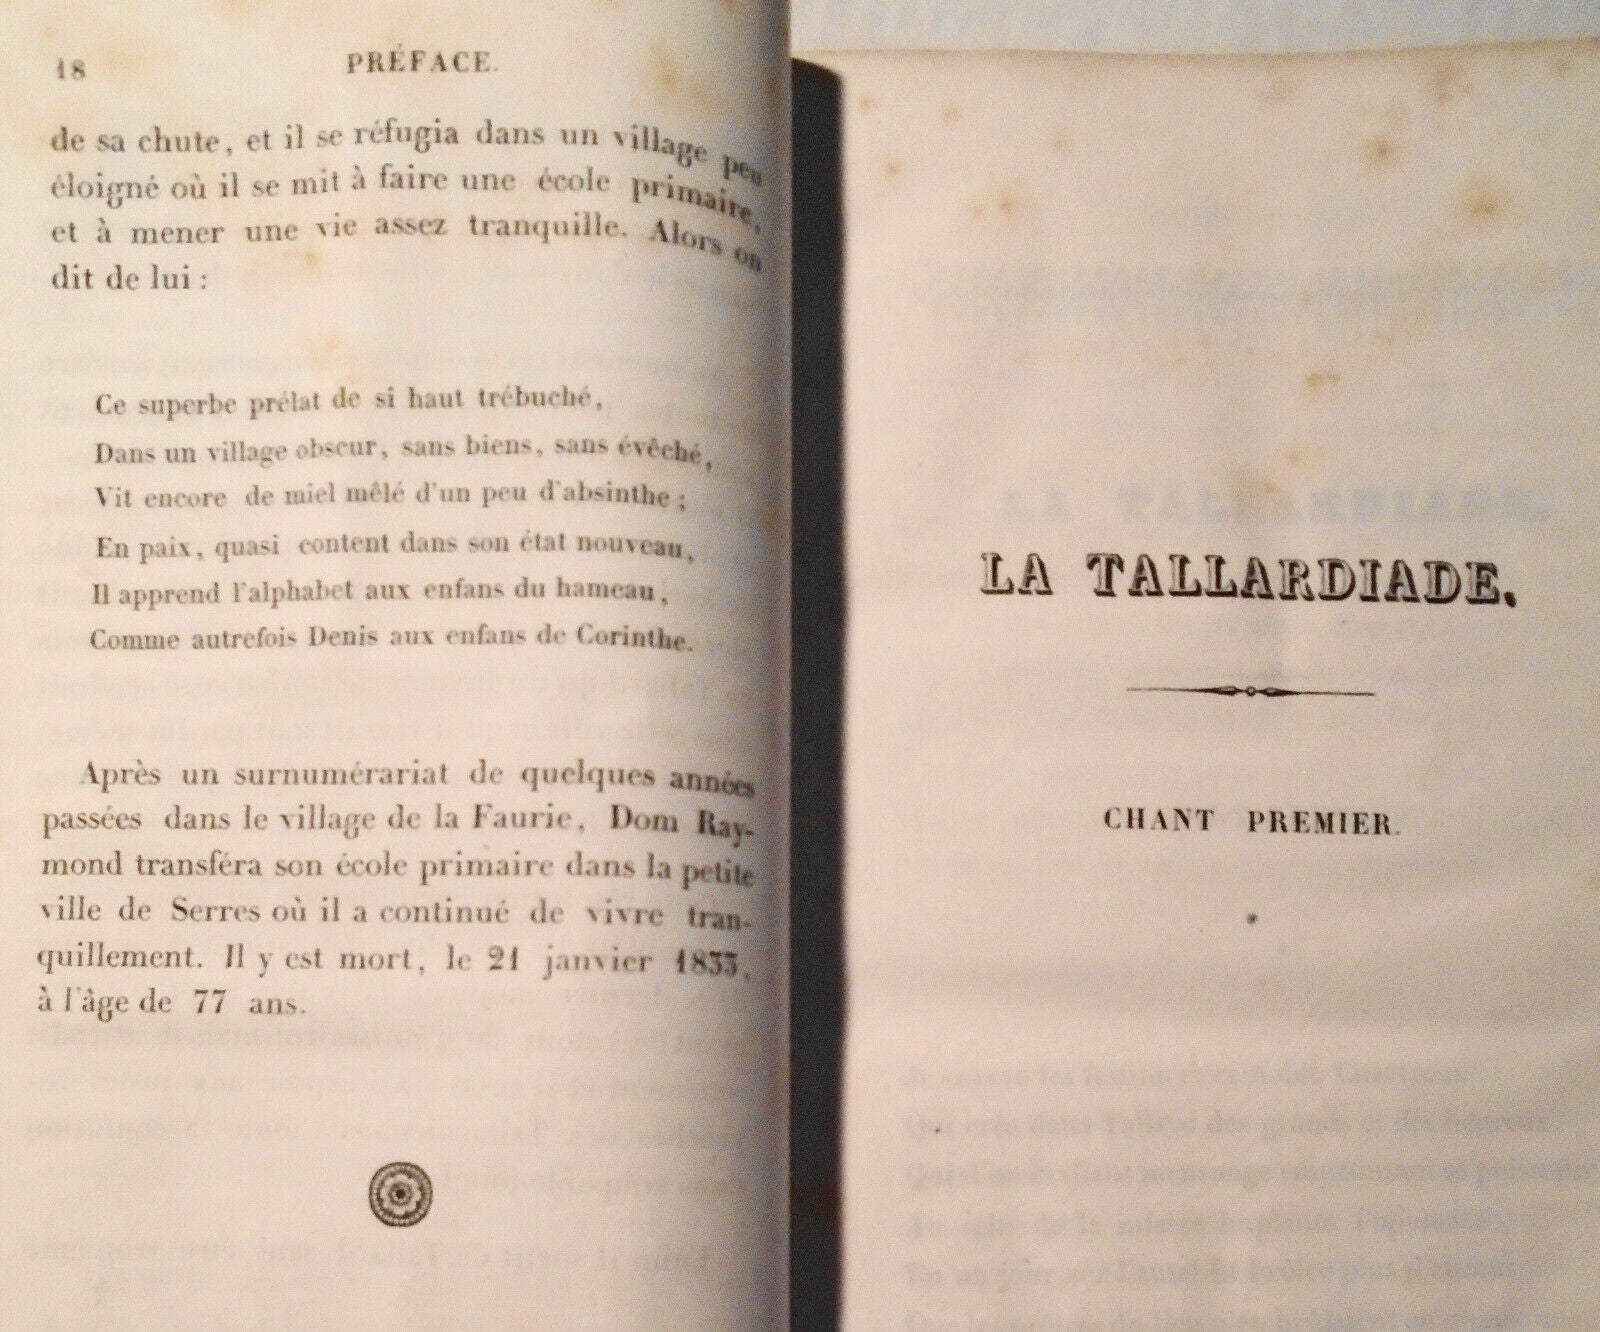 18 PRÉFACE.
de sa chute, et il se réfugia dans un village peu
éloigné où il se mit à faire une école primaire,
et à mener une vie assez tranquille. Alors on
dit de lui :
Ce superbe prélat de si haut trébuché,
Dans un village obscur, sans biens, sans évêché,
Vit encore de miel mêlé d'un peu d'absinthe ;
En paix, quasi content dans son état nouveau,
Il apprend l'alphabet aux enfans du hameau,
Comme autrefois Denis aux enfans de Corinthe.
Après un surnumérariat de quelques années
passées dans le village de la Faurie, Dom Ray-
mond transféra son école primaire dans la petite
ville de Serres où il a continué de vivre tran-
quillement. Il y est mort, le 21 janvier 1833,
à l'âge de 77 ans.
LA TALLARDIADE.
CHANT PREMIER.
*